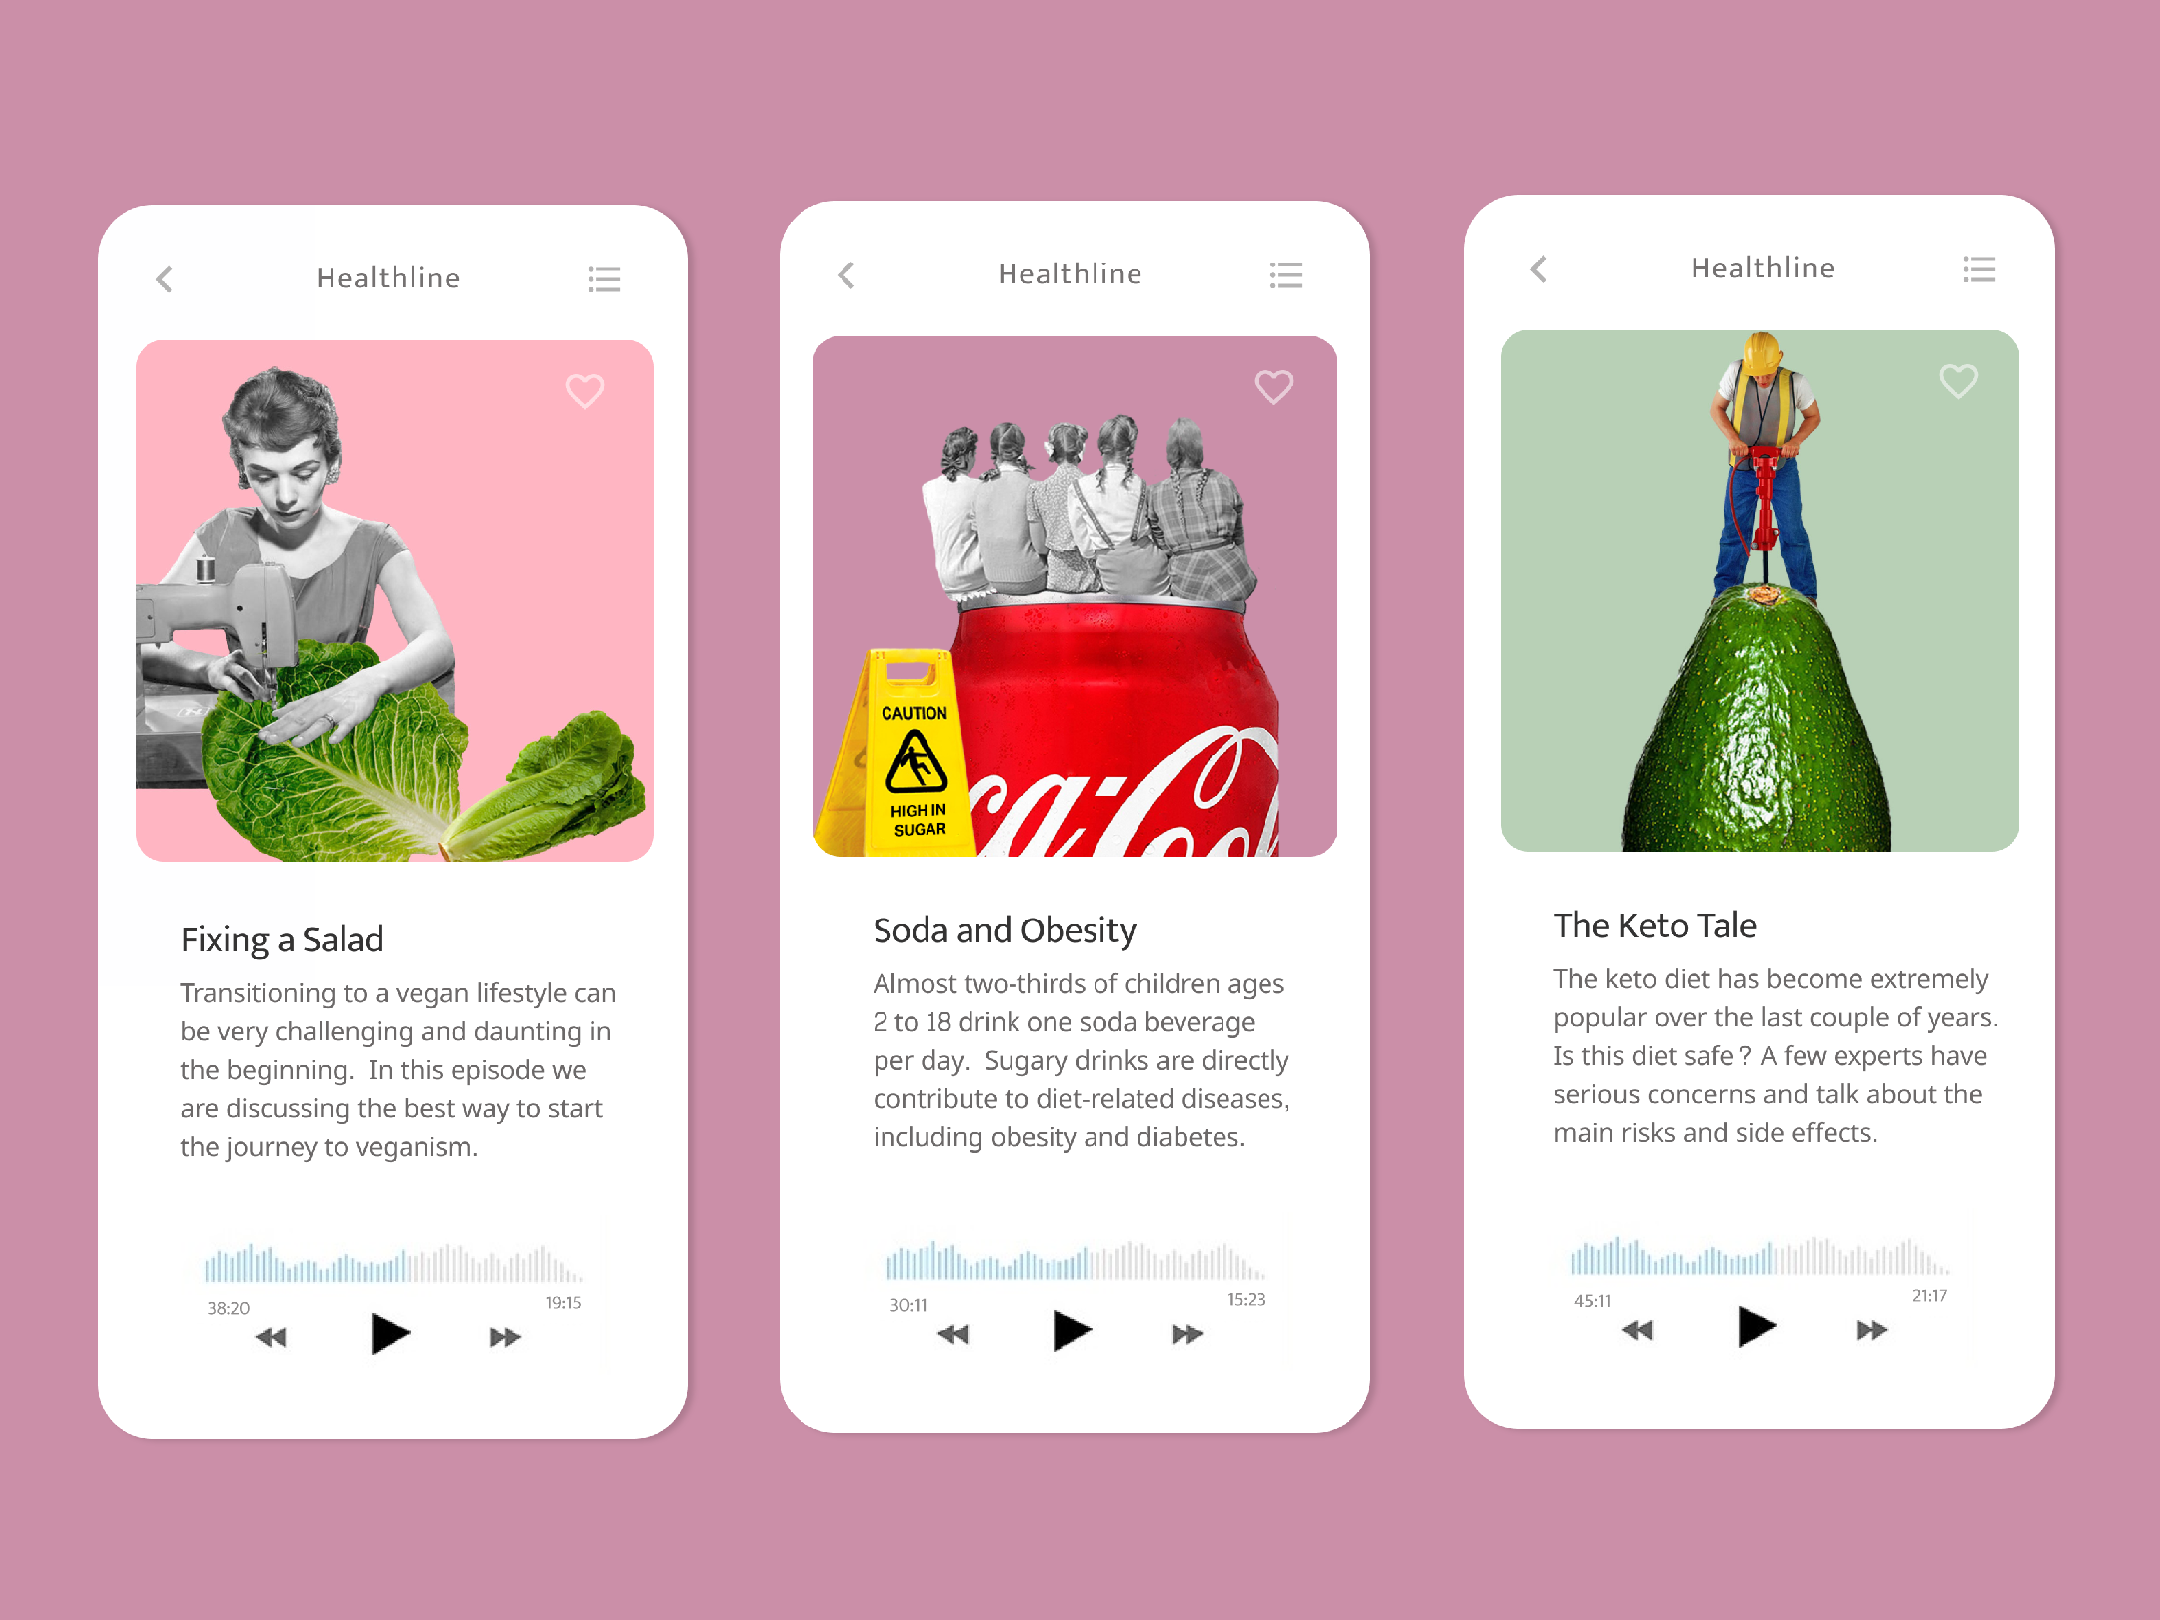 Healthline
CAUTION
HIGH IN
SUGAR
ca-Col
Fixing a Salad
Transitioning to a vegan lifestyle can
be very challenging and daunting in
the beginning.  In this episode we
are discussing the best way to start
the journey to veganism.
38:20
19:15
Healthline
Soda and Obesity
Almost two-thirds of children ages
2 to 18 drink one soda beverage
per day.  Sugary drinks are directly
contribute to diet-related diseases,
including obesity and diabetes.
30:11
15:23
Healthline
The Keto Tale
The keto diet has become extremely
popular over the last couple of years.
Is this diet safe ? A few experts have
serious concerns and talk about the
main risks and side effects.
45:11
21:17